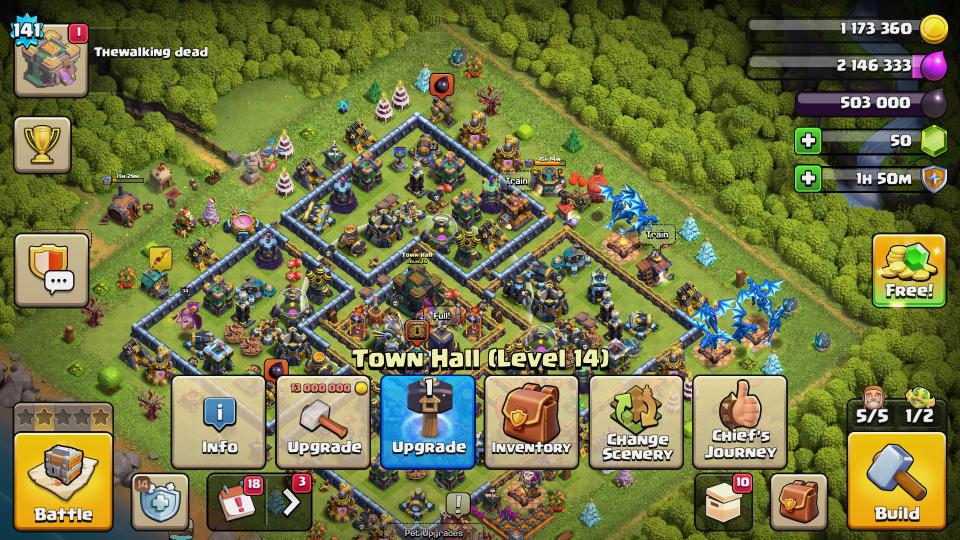 141
1
Thewalking dead
1 173 360
2 146 333
503 000
50
1H 50M
Train
Train
Town Hall
34
Full!
Free!
Town Hall (Level 14)
Info
13 000 000
Upgrade
1
Upgrade
Inventory
Change
Scenery
Chief's
Journey
5/5
1/2
Battle
14
18
3
10
Build
Pet Upgrades